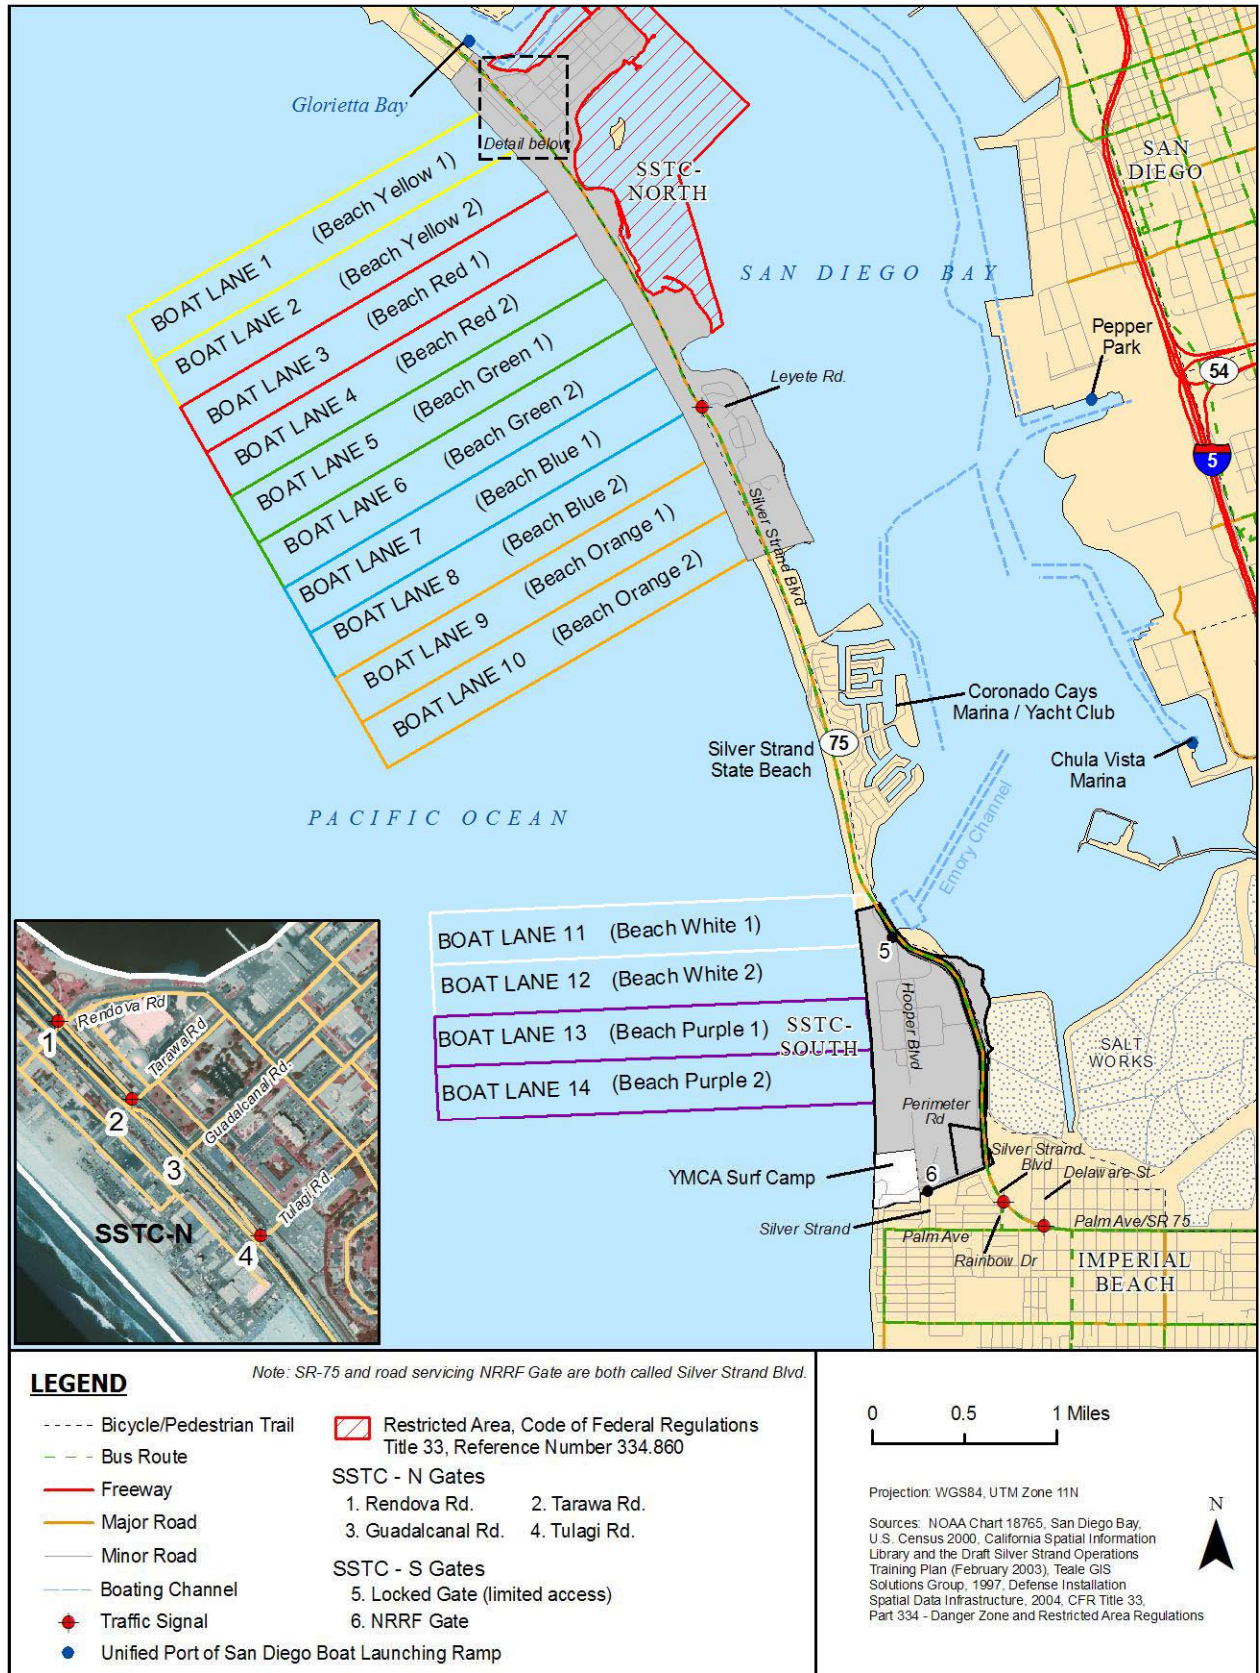 Glorietta Bay
Detail below
SSTC-
NORTH
SAN
DIEGO
SAN DIEGO BAY
Pepper
Park
54
5
Leyete Rd.
BOAT LANE 1 (Beach Yellow 1)
BOAT LANE 2 (Beach Yellow 2)
BOAT LANE 3 (Beach Red 1)
BOAT LANE 4 (Beach Red 2)
BOAT LANE 5 (Beach Green 1)
BOAT LANE 6 (Beach Green 2)
BOAT LANE 7 (Beach Blue 1)
BOAT LANE 8 (Beach Blue 2)
BOAT LANE 9 (Beach Orange 1)
BOAT LANE 10 (Beach Orange 2)
Silver Strand Blvd
Coronado Cays
Marina / Yacht Club
Silver Strand
State Beach
75
Chula Vista
Marina
PACIFIC OCEAN
Emory Channel
BOAT LANE 11 (Beach White 1)
BOAT LANE 12 (Beach White 2)
BOAT LANE 13 (Beach Purple 1)
BOAT LANE 14 (Beach Purple 2)
5
Hooper Blvd
SSTC-
SOUTH
SALT
WORKS
Perimeter
Rd
YMCA Surf Camp
6
Silver Strand
Blvd
Delaware St.
Silver Strand
Palm Ave
Palm Ave/SR 75
Rainbow Dr
IMPERIAL
BEACH
Rendova Rd
1
Tarawa Rd
2
Guadalcanal Rd.
3
Tulagi Rd.
4
SSTC-N
LEGEND
Note: SR-75 and road servicing NRRF Gate are both called Silver Strand Blvd.
Bicycle/Pedestrian Trail
Bus Route
Freeway
Major Road
Minor Road
Boating Channel
Traffic Signal
Unified Port of San Diego Boat Launching Ramp
Restricted Area, Code of Federal Regulations
Title 33, Reference Number 334.860
SSTC - N Gates
1. Rendova Rd. 2. Tarawa Rd.
3. Guadalcanal Rd. 4. Tulagi Rd.
SSTC - S Gates
5. Locked Gate (limited access)
6. NRRF Gate
0 0.5 1 Miles
Projection: WGS84, UTM Zone 11N
N
Sources: NOAA Chart 18765, San Diego Bay,
U.S. Census 2000, California Spatial Information
Library and the Draft Silver Strand Operations
Training Plan (February 2003), Teale GIS
Solutions Group, 1997, Defense Installation
Spatial Data Infrastructure, 2004, CFR Title 33,
Part 334 - Danger Zone and Restricted Area Regulations